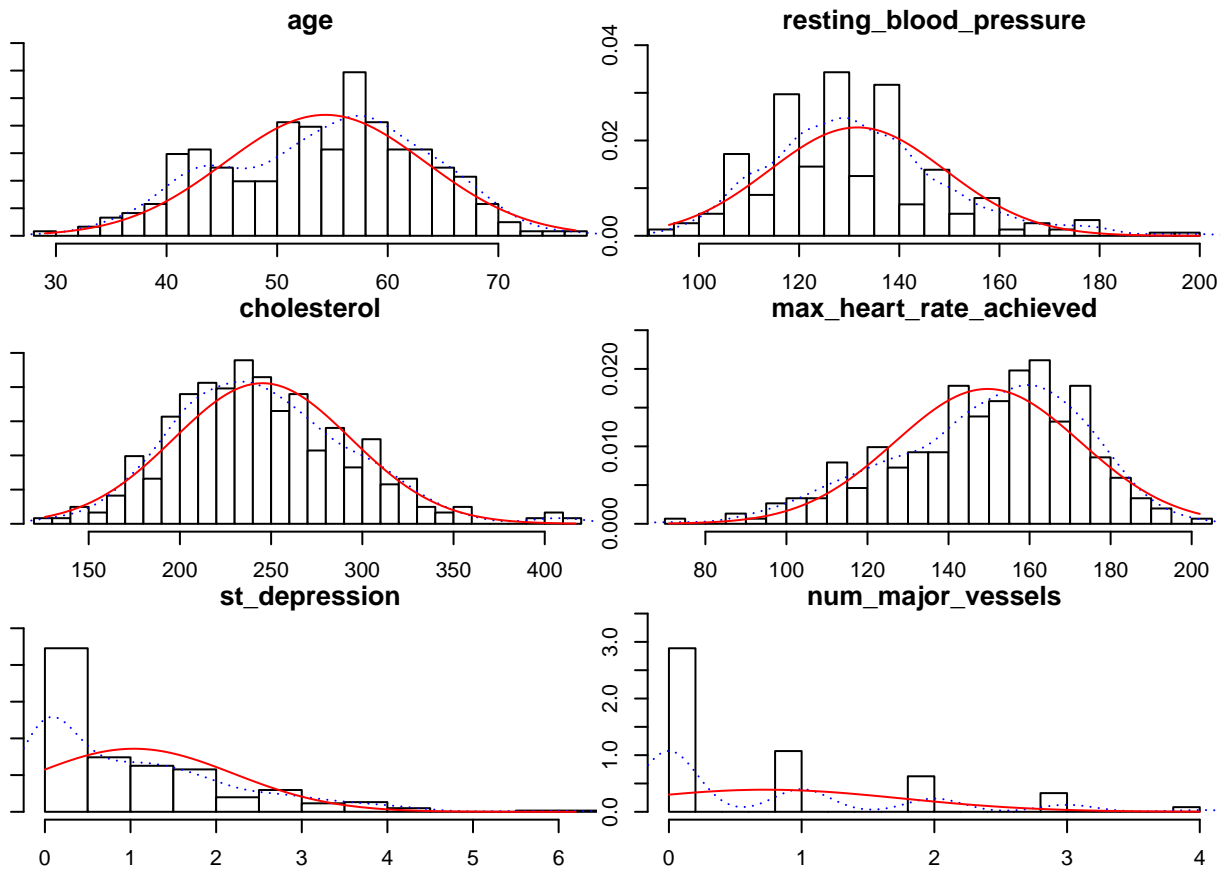 age
30 40 50 60 70
resting_blood_pressure
0.00 0.02 0.04
100 120 140 160 180 200
cholesterol
150 200 250 300 350 400
max_heart_rate_achieved
0.000 0.010 0.020
80 100 120 140 160 180 200
st_depression
0 1 2 3 4 5 6
num_major_vessels
0.0 1.0 2.0 3.0
0 1 2 3 4